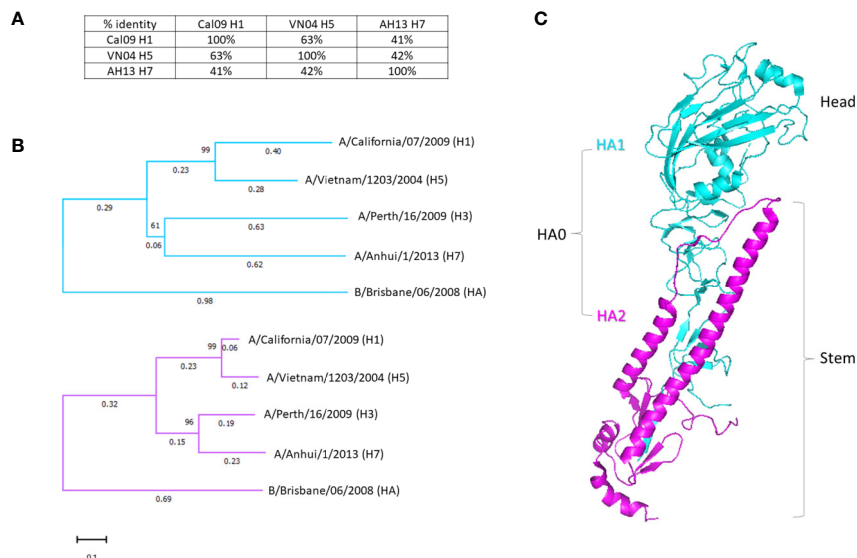 A
% identity Cal09 H1 VN04 H5 AH13 H7
Cal09 H1 100% 63% 41%
VN04 H5 63% 100% 42%
AH13 H7 41% 42% 100%
B
A/California/07/2009 (H1)
99
0.40
0.23
A/Vietnam/1203/2004 (H5)
0.28
0.29
A/Perth/16/2009 (H3)
61
0.63
0.06
A/Anhui/1/2013 (H7)
0.62
B/Brisbane/06/2008 (HA)
0.98
A/California/07/2009 (H1)
99
0.06
0.23
A/Vietnam/1203/2004 (H5)
0.12
0.32
A/Perth/16/2009 (H3)
96
0.19
0.15
A/Anhui/1/2013 (H7)
0.23
B/Brisbane/06/2008 (HA)
0.69
0.1
C
Head
HA1
HA0
HA2
Stem